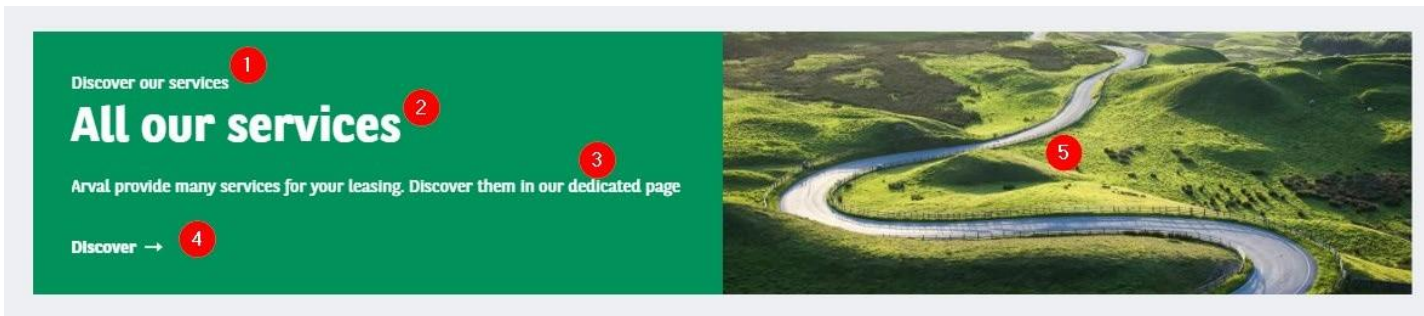 Discover our services
1
All our services
2
3
Arval provide many services for your leasing. Discover them in our dedicated page
Discover →
4
5